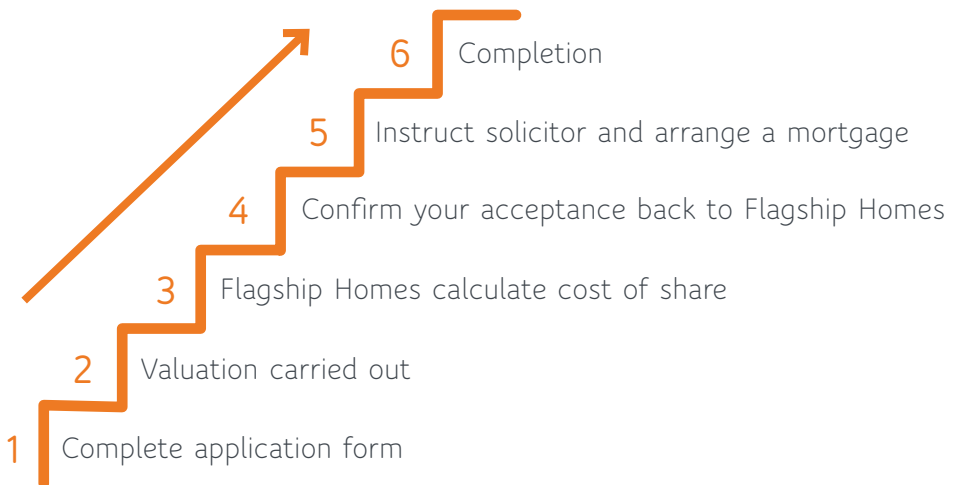 6 Completion
5 Instruct solicitor and arrange a mortgage
4 Confirm your acceptance back to Flagship Homes
3 Flagship Homes calculate cost of share
2 Valuation carried out
1 Complete application form